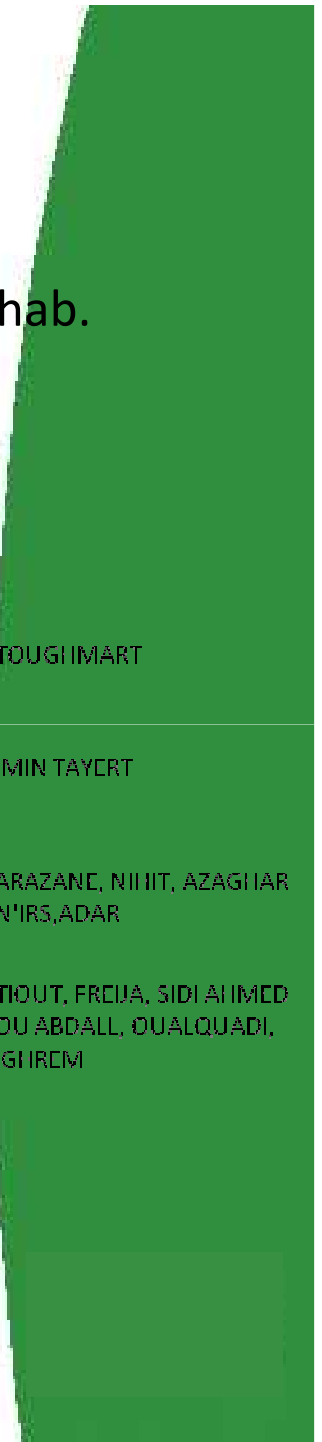 hab.
TOUGHMART
MIN TAYERT
ARAZANE, NIHIT, AZAGHAR
N'IRS,ADAR
TIOUT, FREIJA, SIDI AHMED
OU ABDALL, OUALQUADI,
GHREM